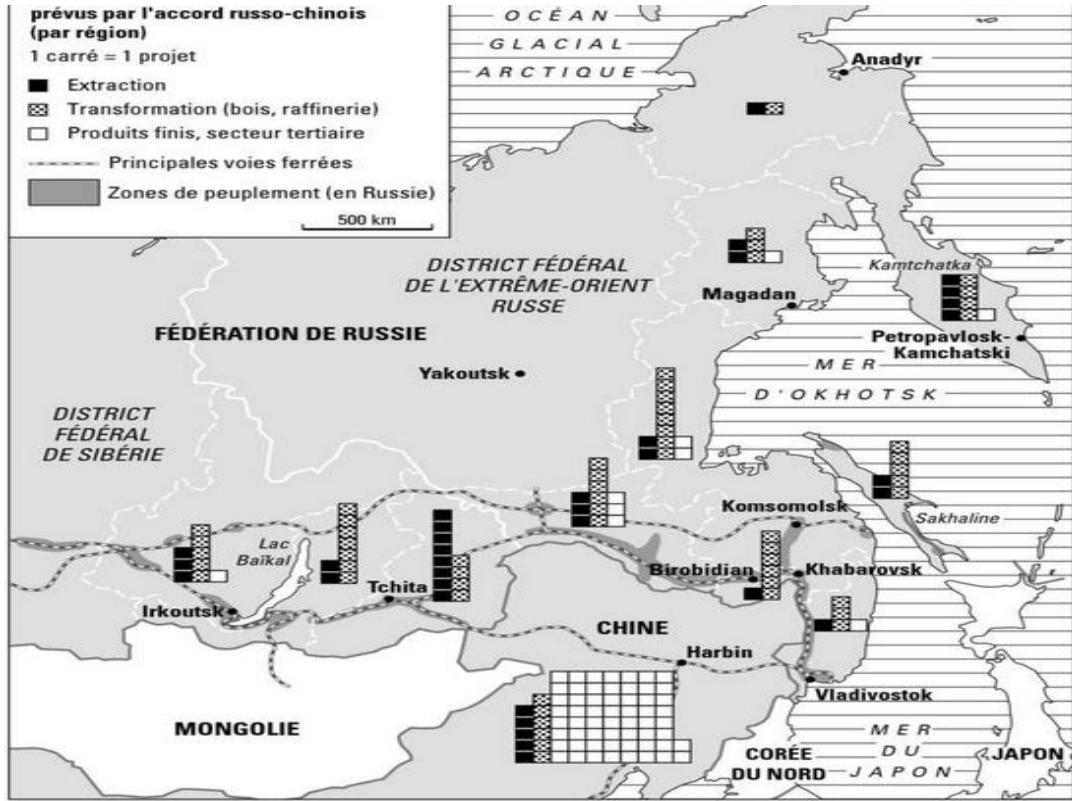 prévus par l'accord russo-chinois
(par région)
1 carré = 1 projet
Extraction
Transformation (bois, raffinerie)
Produits finis, secteur tertiaire
Principales voies ferrées
Zones de peuplement (en Russie)
500 km
OCÉAN
GLACIAL
ARCTIQUE
Anadyr
DISTRICT FÉDÉRAL
DE L'EXTRÊME-ORIENT
RUSSE
Kamtchatka
Magadan
FÉDÉRATION DE RUSSIE
Petropavlosk-
Kamchatski
Yakoutsk
MER
D'OKHOTSK
DISTRICT
FÉDÉRAL
DE SIBÉRIE
Komsomolsk
Sakhaline
Lac
Baïkal
Tchita
Birobidian
Khabarovsk
Irkoutsk
CHINE
Harbin
Vladivostok
MONGOLIE
CORÉE
DU NORD
MER
DU
JAPON
JAPON